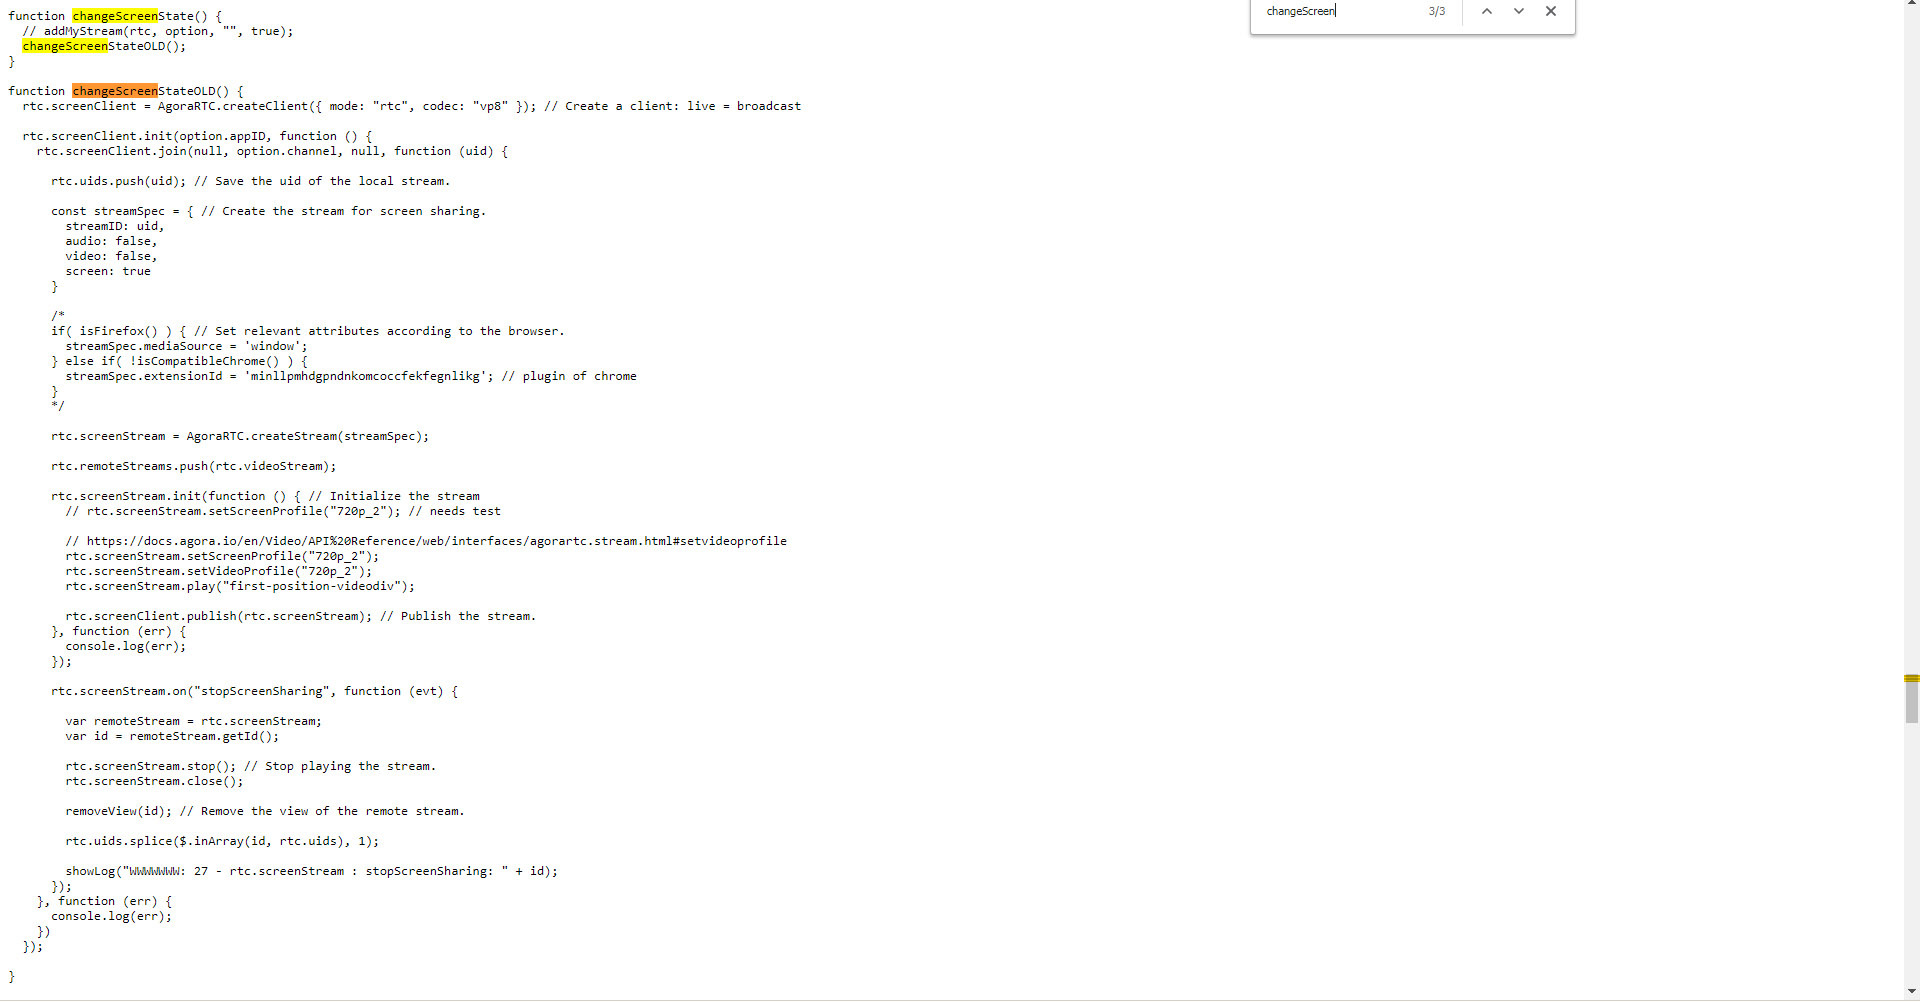 function changeScreenState() {
// addMyStream(rtc, option, "", true);
changeScreenStateOLD();
}
function changeScreenStateOLD() {
rtc.screenClient = AgoraRTC.createClient({ mode: "rtc", codec: "vp8" }); // Create a client: live = broadcast
rtc.screenClient.init(option.appID, function () {
rtc.screenClient.join(null, option.channel, null, function (uid) {
rtc.uids.push(uid); // Save the uid of the local stream.
const streamSpec = { // Create the stream for screen sharing.
streamID: uid,
audio: false,
video: false,
screen: true
}
/*
if( isFirefox() ) { // Set relevant attributes according to the browser.
streamSpec.mediaSource = 'window';
} else if( !isCompatibleChrome() ) {
streamSpec.extensionId = 'minllpmhdgpndnkomcoccfekfegnlikg'; // plugin of chrome
}
*/
rtc.screenStream = AgoraRTC.createStream(streamSpec);
rtc.remoteStreams.push(rtc.videoStream);
rtc.screenStream.init(function () { // Initialize the stream
// rtc.screenStream.setScreenProfile("720p_2"); // needs test
// https://docs.agora.io/en/Video/API%20Reference/web/interfaces/agorartc.stream.html#setvideoprofile
rtc.screenStream.setScreenProfile("720p_2");
rtc.screenStream.setVideoProfile("720p_2");
rtc.screenStream.play("first-position-videodiv");
rtc.screenClient.publish(rtc.screenStream); // Publish the stream.
}, function (err) {
console.log(err);
});
rtc.screenStream.on("stopScreenSharing", function (evt) {
var remoteStream = rtc.screenStream;
var id = remoteStream.getId();
rtc.screenStream.stop(); // Stop playing the stream.
rtc.screenStream.close();
removeView(id); // Remove the view of the remote stream.
rtc.uids.splice($.inArray(id, rtc.uids), 1);
showLog("WWWWWWW: 27 - rtc.screenStream : stopScreenSharing: " + id);
});
}, function (err) {
console.log(err);
})
});
}
changeScreen 3/3